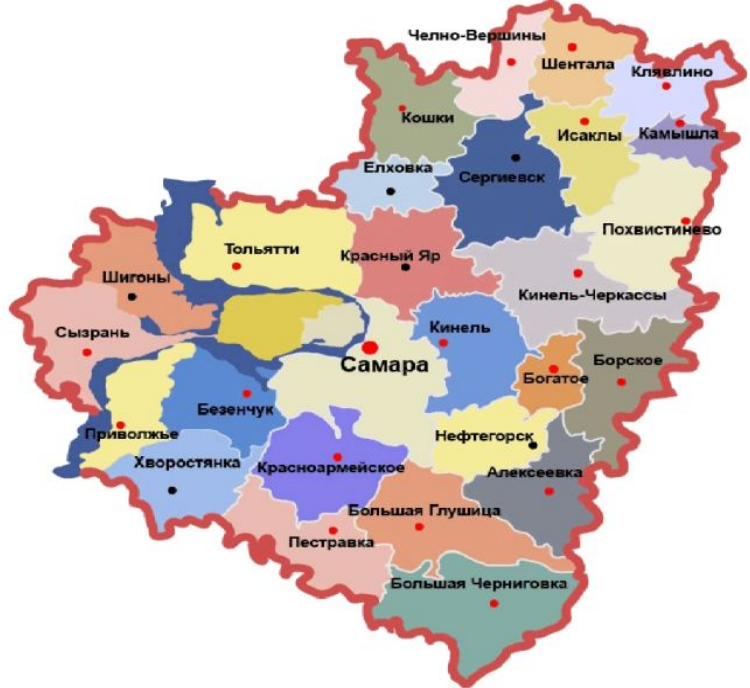 Челно-Вершины
Шентала
Клявлино
Кошки
Исаклы
Камышла
Елховка
Сергиевск
Похвистинево
Тольятти
Красный Яр
Шигоны
Кинель-Черкассы
Сызрань
Кинель
Самара
Борское
Богатое
Безенчук
Приволжье
Нефтегорск
Хворостянка
Красноармейское
Алексеевка
Большая Глушица
Пестравка
Большая Черниговка